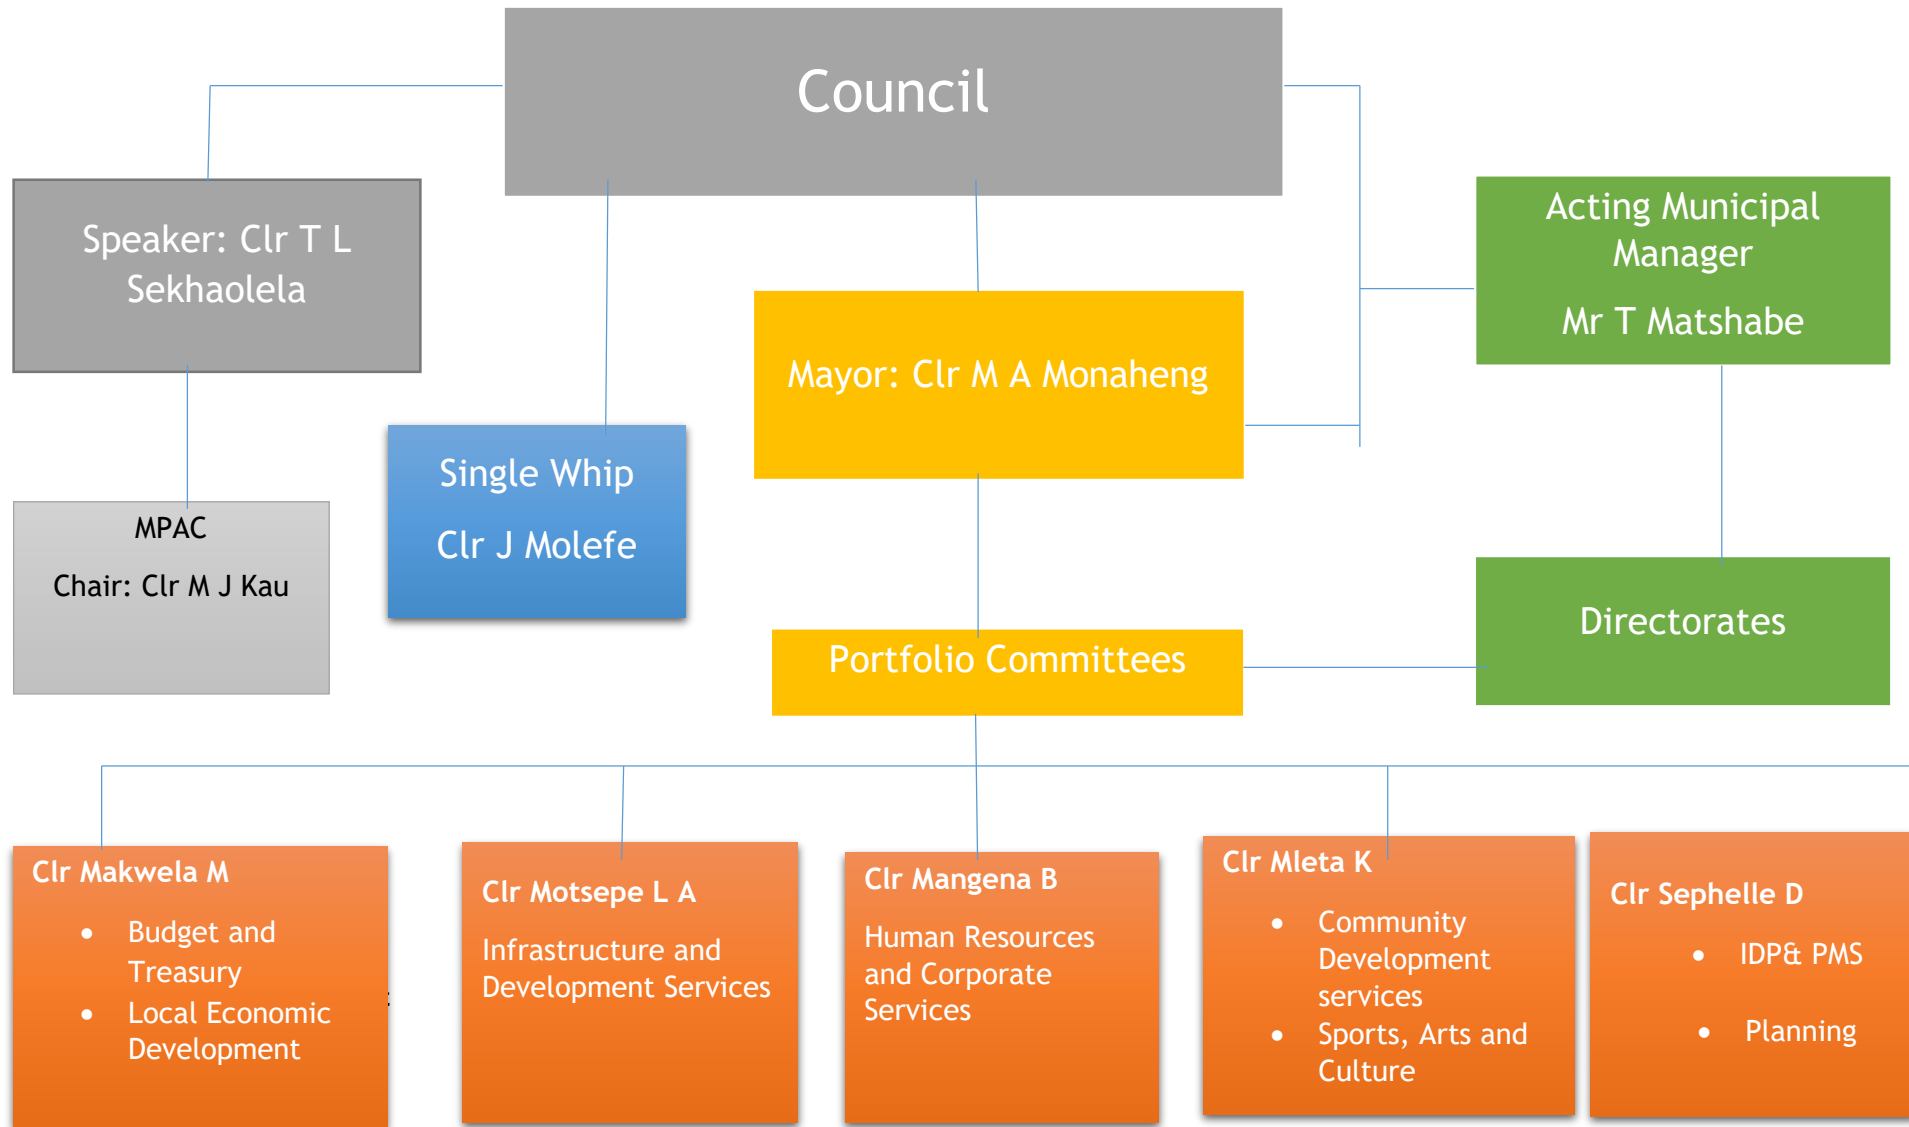 Council
Speaker: Clr T L
Sekhaolela
Acting Municipal
Manager
Mr T Matshabe
Mayor: Clr M A Monaheng
Single Whip
Clr J Molefe
MPAC
Chair: Clr M J Kau
Directorates
Portfolio Committees
Clr Makwela M
• Budget and
Treasury
• Local Economic
Development
Clr Motsepe L A
Infrastructure and
Development Services
Clr Mangena B
Human Resources
and Corporate
Services
Clr Mleta K
• Community
Development
services
• Sports, Arts and
Culture
Clr Sephelle D
• IDP& PMS
• Planning